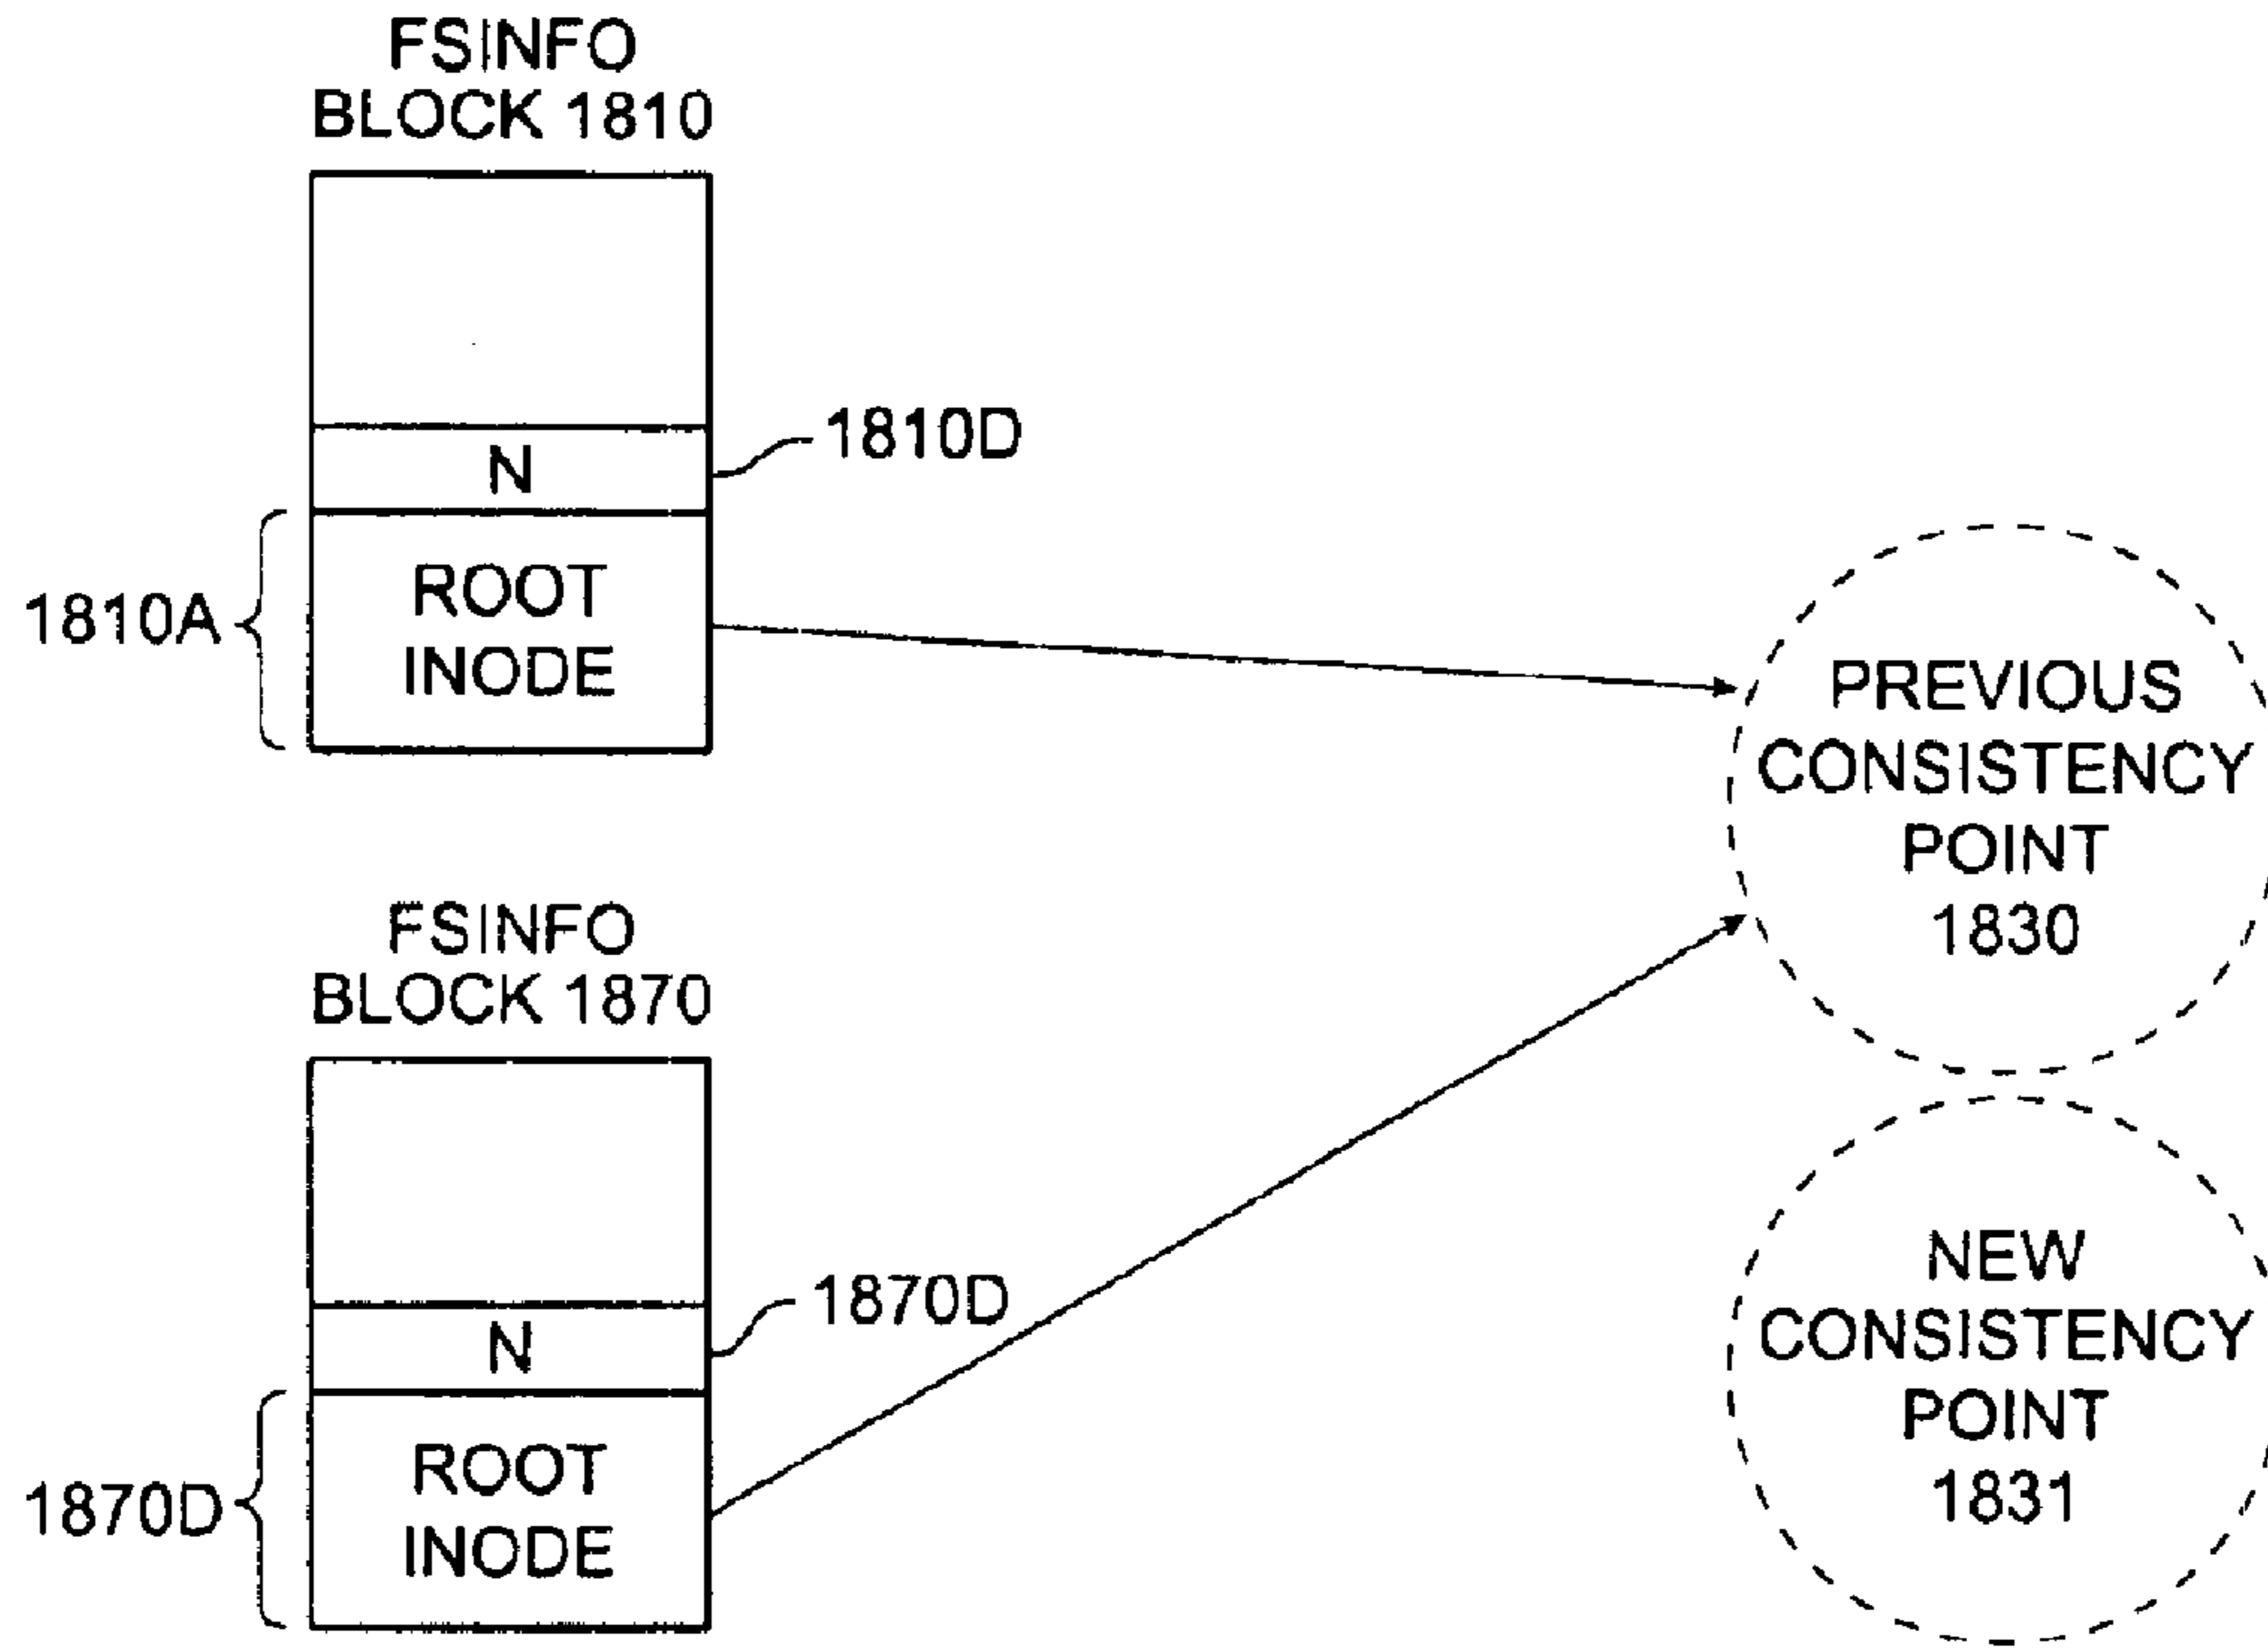 FSINFO
BLOCK 1810
N
1810D
1810A
ROOT
INODE
PREVIOUS
CONSISTENCY
POINT
1830
FSINFO
BLOCK 1870
N
1870D
1870D
ROOT
INODE
NEW
CONSISTENCY
POINT
1831